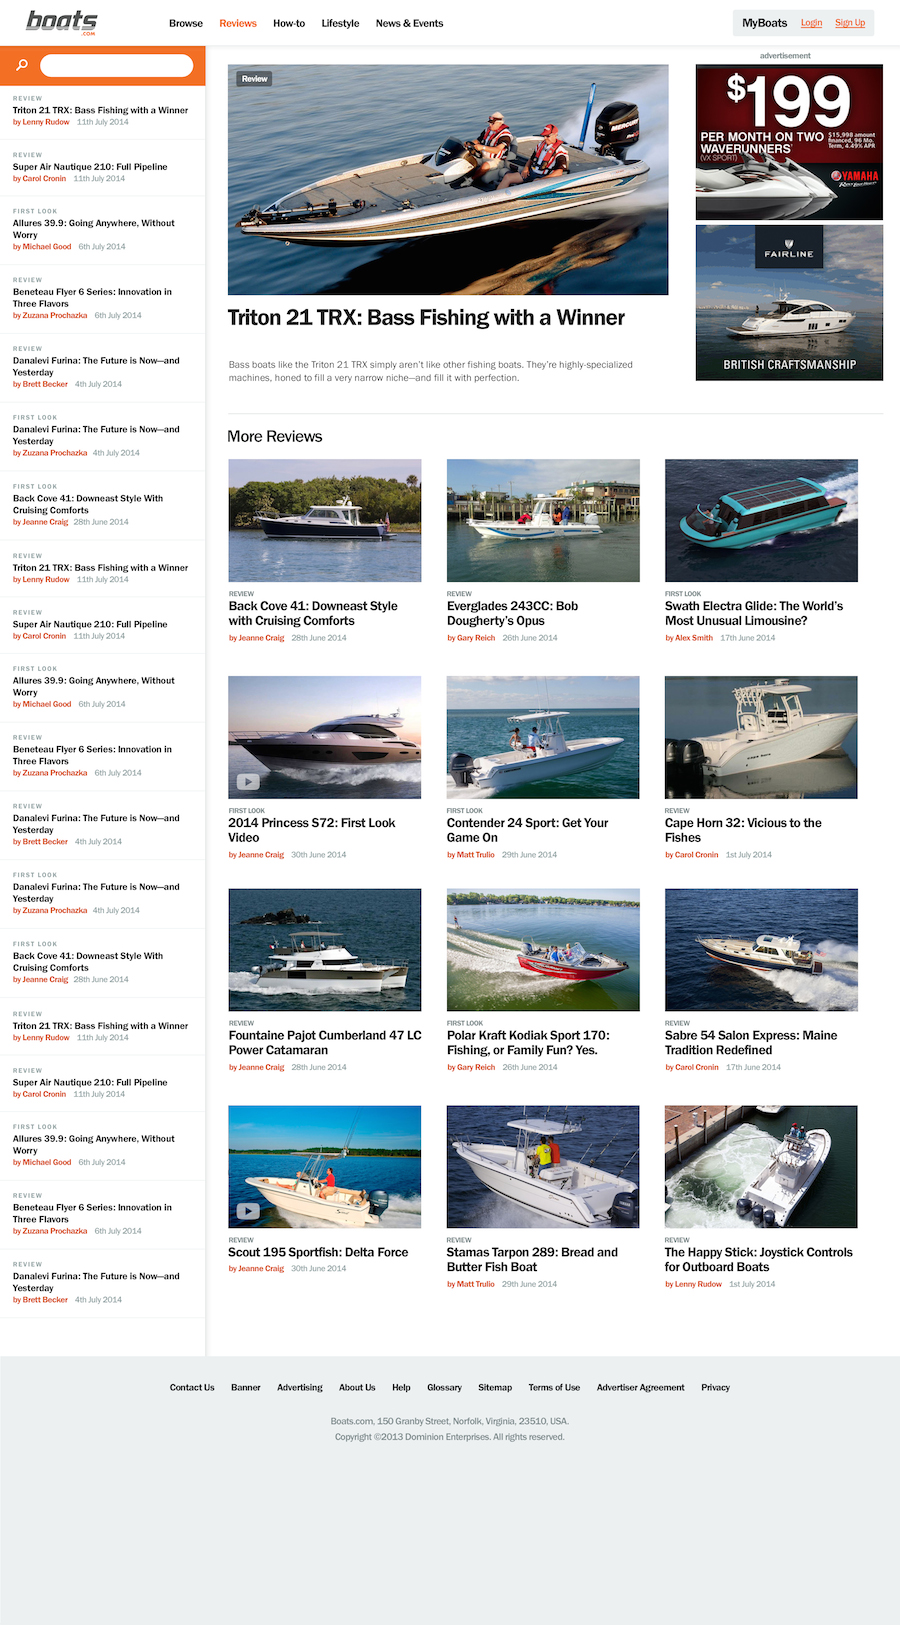 boats
.COM
Browse Reviews How-to Lifestyle News & Events
MyBoats Login Sign Up
REVIEW
Triton 21 TRX: Bass Fishing with a Winner
by Lenny Rudow 11th July 2014
REVIEW
Super Air Nautique 210: Full Pipeline
by Carol Cronin 11th July 2014
FIRST LOOK
Allures 39.9: Going Anywhere, Without
Worry
by Michael Good 6th July 2014
REVIEW
Beneteau Flyer 6 Series: Innovation in
Three Flavors
by Zuzana Prochazka 6th July 2014
REVIEW
Danalevi Furina: The Future is Now—and
Yesterday
by Brett Becker 4th July 2014
FIRST LOOK
Danalevi Furina: The Future is Now—and
Yesterday
by Zuzana Prochazka 4th July 2014
FIRST LOOK
Back Cove 41: Downeast Style With
Cruising Comforts
by Jeanne Craig 28th June 2014
REVIEW
Triton 21 TRX: Bass Fishing with a Winner
by Lenny Rudow 11th July 2014
REVIEW
Super Air Nautique 210: Full Pipeline
by Carol Cronin 11th July 2014
FIRST LOOK
Allures 39.9: Going Anywhere, Without
Worry
by Michael Good 6th July 2014
REVIEW
Beneteau Flyer 6 Series: Innovation in
Three Flavors
by Zuzana Prochazka 6th July 2014
REVIEW
Danalevi Furina: The Future is Now—and
Yesterday
by Brett Becker 4th July 2014
FIRST LOOK
Danalevi Furina: The Future is Now—and
Yesterday
by Zuzana Prochazka 4th July 2014
FIRST LOOK
Back Cove 41: Downeast Style With
Cruising Comforts
by Jeanne Craig 28th June 2014
REVIEW
Triton 21 TRX: Bass Fishing with a Winner
by Lenny Rudow 11th July 2014
REVIEW
Super Air Nautique 210: Full Pipeline
by Carol Cronin 11th July 2014
FIRST LOOK
Allures 39.9: Going Anywhere, Without
Worry
by Michael Good 6th July 2014
REVIEW
Beneteau Flyer 6 Series: Innovation in
Three Flavors
by Zuzana Prochazka 6th July 2014
REVIEW
Danalevi Furina: The Future is Now—and
Yesterday
by Brett Becker 4th July 2014
Review
MERCURY
Triton 21 TRX: Bass Fishing with a Winner
Bass boats like the Triton 21 TRX simply aren't like other fishing boats. They're highly-specialized
machines, honed to fill a very narrow niche—and fill it with perfection.
advertisement
$199
PER MONTH ON TWO
WAVERUNNERS
(VX SPORT)
$15,998 amount
financed, 96 Mo.
Term, 4.49% APR
YAMAHA
FAIRLINE
BRITISH CRAFTSMANSHIP
More Reviews
REVIEW
Back Cove 41: Downeast Style
with Cruising Comforts
by Jeanne Craig 28th June 2014
REVIEW
Everglades 243CC: Bob
Dougherty's Opus
by Gary Reich 26th June 2014
FIRST LOOK
Swath Electra Glide: The World's
Most Unusual Limousine?
by Alex Smith 17th June 2014
FIRST LOOK
2014 Princess S72: First Look
Video
by Jeanne Craig 30th June 2014
FIRST LOOK
Contender 24 Sport: Get Your
Game On
by Matt Trulio 29th June 2014
REVIEW
Cape Horn 32: Vicious to the
Fishes
by Carol Cronin 1st July 2014
REVIEW
Fountaine Pajot Cumberland 47 LC
Power Catamaran
by Jeanne Craig 28th June 2014
FIRST LOOK
Polar Kraft Kodiak Sport 170:
Fishing, or Family Fun? Yes.
by Gary Reich 26th June 2014
REVIEW
Sabre 54 Salon Express: Maine
Tradition Redefined
by Carol Cronin 17th June 2014
REVIEW
Scout 195 Sportfish: Delta Force
by Jeanne Craig 30th June 2014
REVIEW
Stamas Tarpon 289: Bread and
Butter Fish Boat
by Matt Trulio 29th June 2014
REVIEW
The Happy Stick: Joystick Controls
for Outboard Boats
by Lenny Rudow 1st July 2014
Contact Us Banner Advertising About Us Help Glossary Sitemap Terms of Use Advertiser Agreement Privacy
Boats.com, 150 Granby Street, Norfolk, Virginia, 23510, USA.
Copyright ©2013 Dominion Enterprises. All rights reserved.